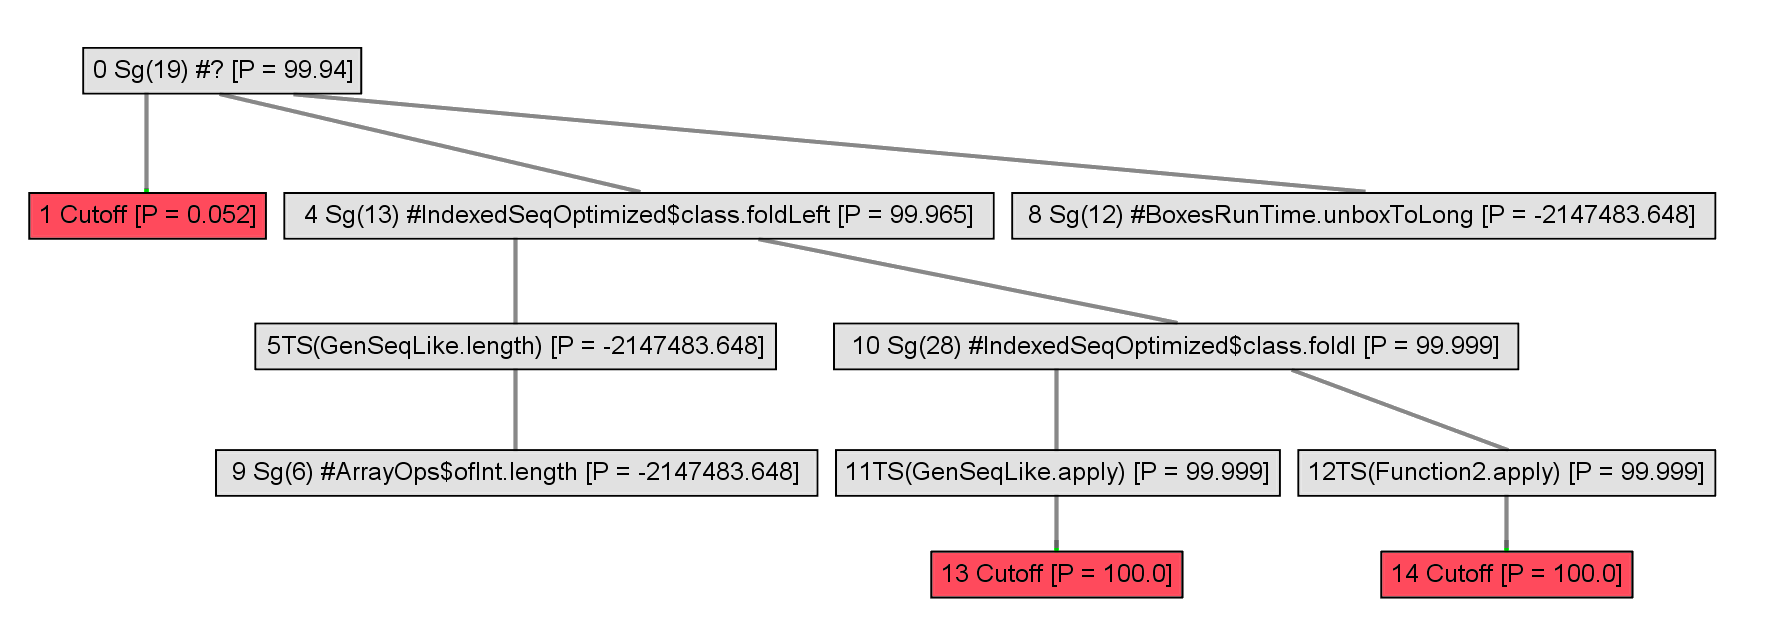 0 Sg(19) #? [P = 99.94]
1 Cutoff [P = 0.052]
4 Sg(13) #IndexedSeqOptimized$class.foldLeft [P = 99.965]
8 Sg(12) #BoxesRunTime.unboxToLong [P = -2147483.648]
5TS(GenSeqLike.length) [P = -2147483.648]
10 Sg(28) #IndexedSeqOptimized$class.foldl [P = 99.999]
9 Sg(6) #ArrayOps$ofInt.length [P = -2147483.648]
11TS(GenSeqLike.apply) [P = 99.999]
12TS(Function2.apply) [P = 99.999]
13 Cutoff [P = 100.0]
14 Cutoff [P = 100.0]